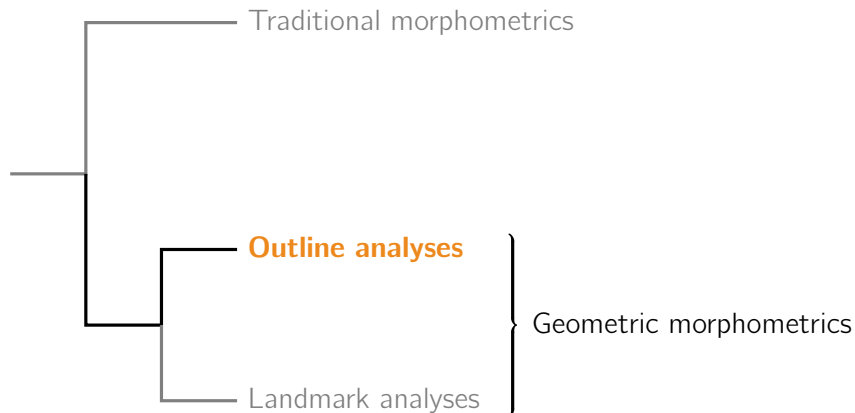 Traditional morphometrics
Outline analyses
Geometric morphometrics
Landmark analyses